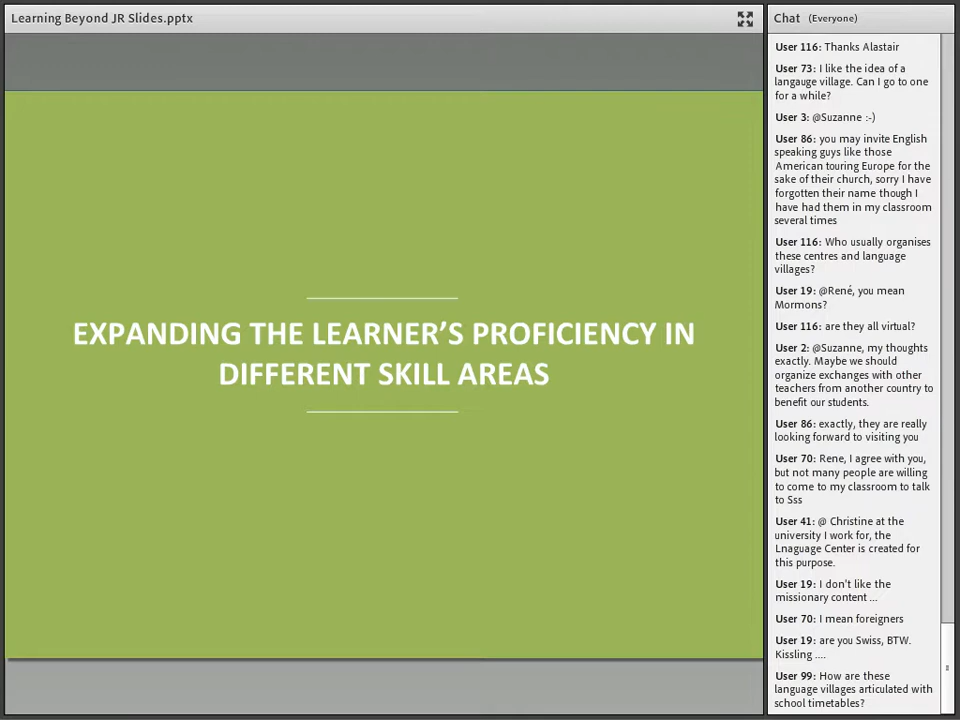 Learning Beyond JR Slides.pptx
EXPANDING THE LEARNER’S PROFICIENCY IN
DIFFERENT SKILL AREAS
Chat (Everyone)
User 116: Thanks Alastair
User 73: I like the idea of a
langauge village. Can I go to one
for a while?
User 3: @Suzanne :-)
User 86: you may invite English
speaking guys like those
American touring Europe for the
sake of their church, sorry I have
forgotten their name though I
have had them in my classroom
several times
User 116: Who usually organises
these centres and language
villages?
User 19: @René, you mean
Mormons?
User 116: are they all virtual?
User 2: @Suzanne, my thoughts
exactly. Maybe we should
organize exchanges with other
teachers from another country to
benefit our students.
User 86: exactly, they are really
looking forward to visiting you
User 70: Rene, I agree with you,
but not many people are willing
to come to my classroom to talk
to Sss
User 41: @ Christine at the
university I work for, the
Lnaguage Center is created for
this purpose.
User 19: I don't like the
missionary content ...
User 70: I mean foreigners
User 19: are you Swiss, BTW.
Kissling ....
User 99: How are these
language villages articulated with
school timetables?